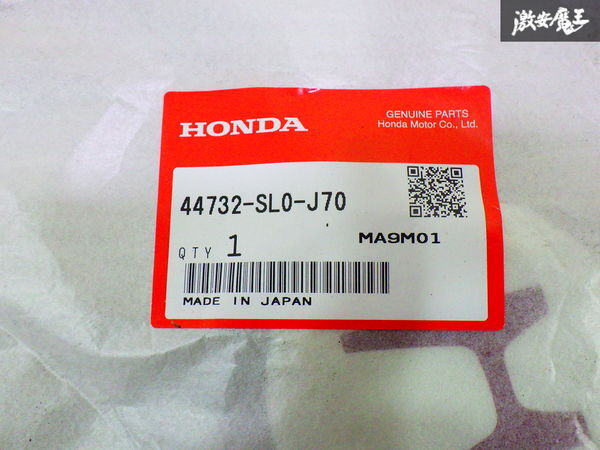 激安魔王
HONDA
GENUINE PARTS
Honda Motor Co., Ltd.
44732-SL0-J70
QTY 1
MA9M01
MADE IN JAPAN